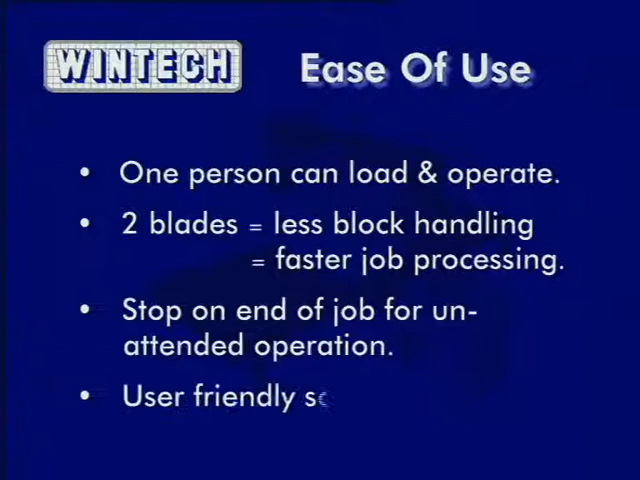 WINTECH
Ease Of Use
• One person can load & operate.
• 2 blades = less block handling
= faster job processing.
• Stop on end of job for un-
attended operation.
• User friendly